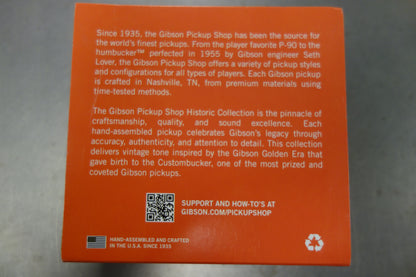 Since 1935, the Gibson Pickup Shop has been the source for
the world's finest pickups. From the player favorite P-90 to the
humbucker™ perfected in 1955 by Gibson engineer Seth
Lover, the Gibson Pickup Shop offers a variety of pickup styles
and configurations for all types of players. Each Gibson pickup
is crafted in Nashville, TN, from premium materials using
time-tested methods.
The Gibson Pickup Shop Historic Collection is the pinnacle of
craftsmanship, quality, and sound excellence. Each
hand-assembled pickup celebrates Gibson's legacy through
accuracy, authenticity, and attention to detail. This collection
delivers vintage tone inspired by the Gibson Golden Era that
gave birth to the Custombucker, one of the most prized and
coveted Gibson pickups.
SUPPORT AND HOW-TO'S AT
GIBSON.COM/PICKUPSHOP
HAND-ASSEMBLED AND CRAFTED
IN THE U.S.A. SINCE 1935